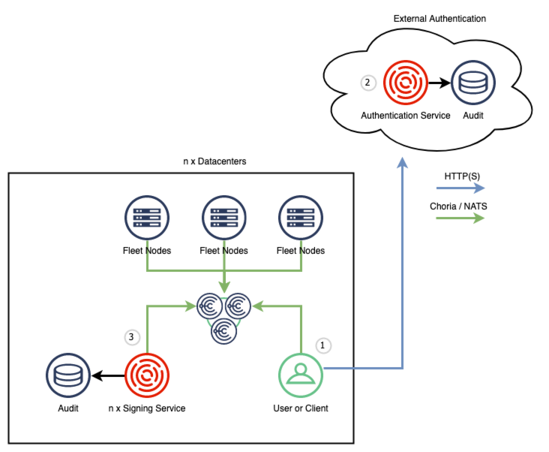 External Authentication
2
Authentication Service
Audit
n x Datacenters
HTTP(S)
Choria / NATS
Fleet Nodes
Fleet Nodes
Fleet Nodes
3
1
Audit
n x Signing Service
User or Client